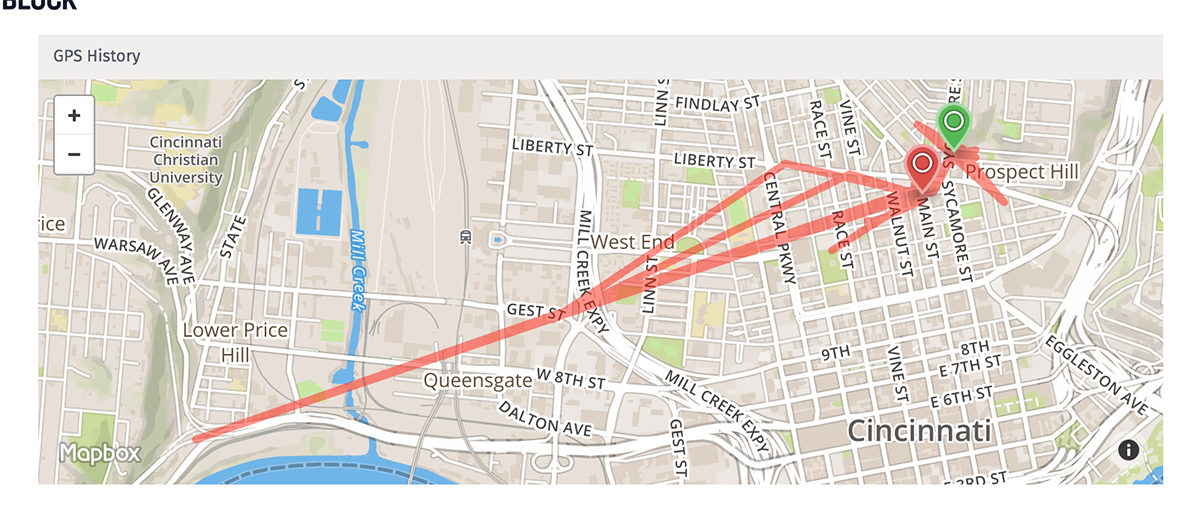 BLOCK
GPS History
+
−
Cincinnati
Christian
University
GLENWAY AVE
WARSAW AVE
rice
STATE
Lower Price
Hill
Mill Creek
LIBERTY ST
FINDLAY ST
LINN S
LIBERTY ST
RACE ST
VINE ST
CENTRAL PKWY
RACE ST
WALNUT ST
MAIN ST
SYCAMORE ST
Prospect Hill
West End
MILL CREEK EXPY
LINN ST
GEST ST
Queensgate
W 8TH ST
DALTON AVE
MILL CREEK EXPY
GEST ST
9TH
VINE ST
8TH
E 7TH ST
E 6TH ST
EGGLESTON AVE
Cincinnati
E 3RD ST
Mapbox
i